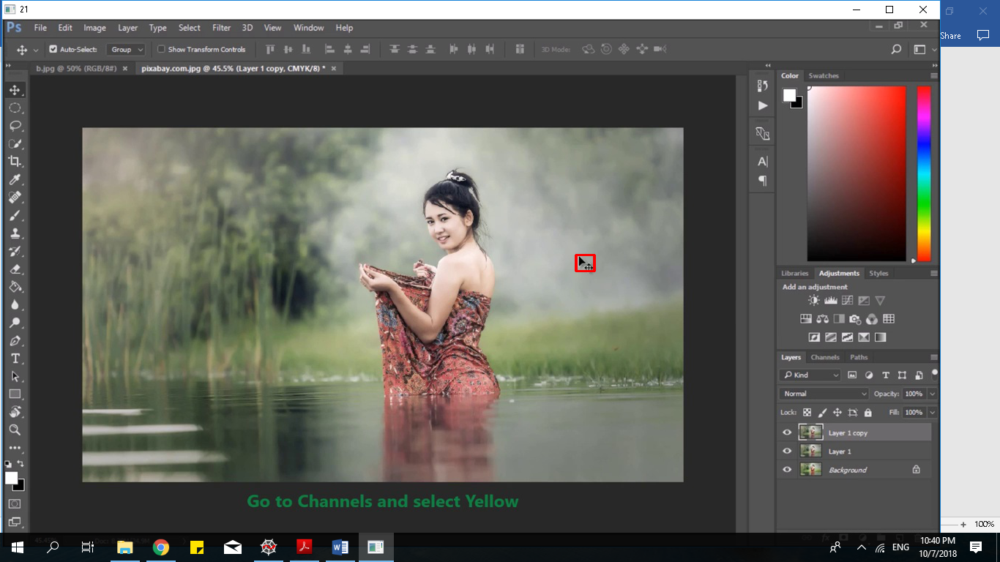 21
Share
Ps File Edit Image Layer Type Select Filter 3D View Window Help
Auto-Select: Group Show Transform Controls 3D Mode:
b.jpg @ 50% (RGB/8#) × pixabay.com.jpg @ 45.5% (Layer 1 copy, CMYK/8) * ×
Color Swatches
Libraries Adjustments Styles
Add an adjustment
Layers Channels Paths
Kind
Normal Opacity: 100%
Lock: Fill: 100%
Layer 1 copy
Layer 1
Background
Go to Channels and select Yellow
100%
ENG
10:40 PM
10/7/2018